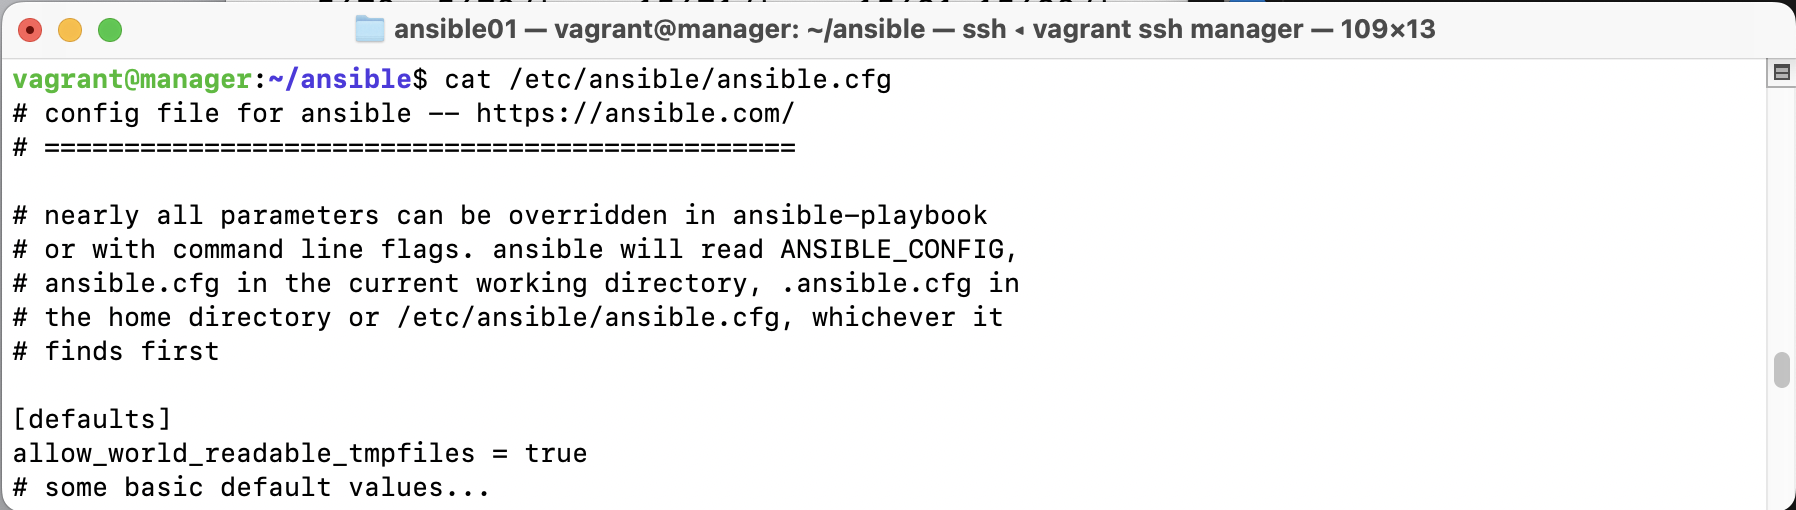 ansible01 — vagrant@manager: ~/ansible — ssh ◂ vagrant ssh manager — 109×13
vagrant@manager:~/ansible$ cat /etc/ansible/ansible.cfg
# config file for ansible -- https://ansible.com/
# ===============================================

# nearly all parameters can be overridden in ansible-playbook
# or with command line flags. ansible will read ANSIBLE_CONFIG,
# ansible.cfg in the current working directory, .ansible.cfg in
# the home directory or /etc/ansible/ansible.cfg, whichever it
# finds first

[defaults]
allow_world_readable_tmpfiles = true
# some basic default values...